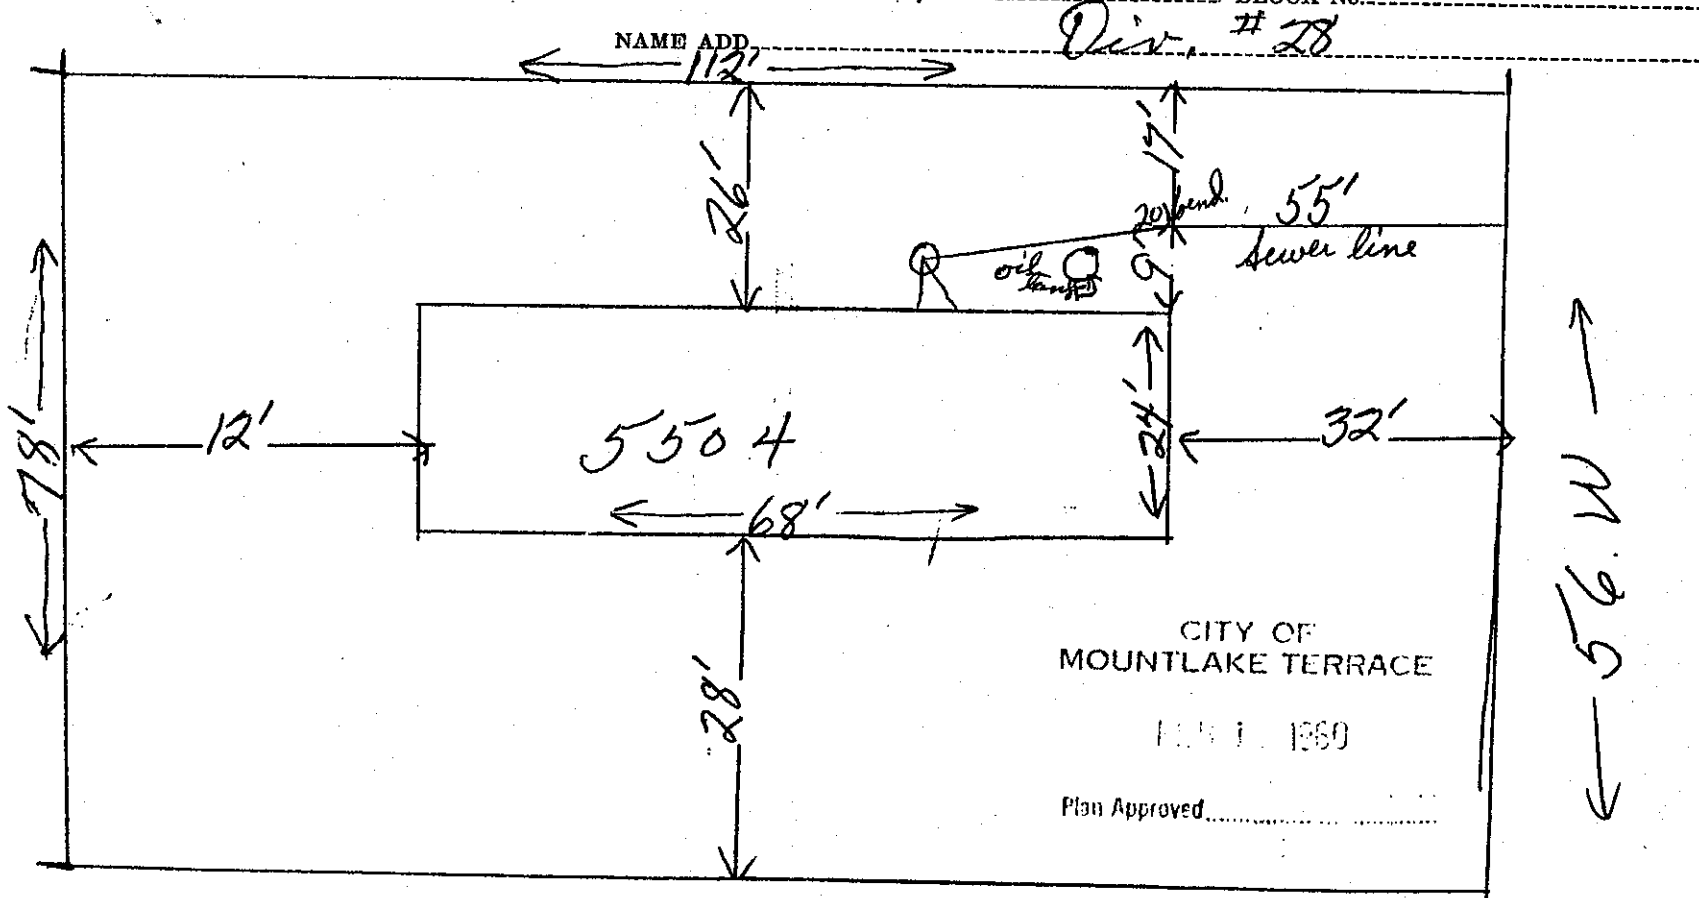 BLOCK No.
Div. # 28
NAME ADD.
112'
26'
17'
20) bend.
55'
sewer line
oil
tank
9'
78'
12'
5504
24'
32'
68'
56. W
28'
CITY OF
MOUNTLAKE TERRACE
1960
Plan Approved